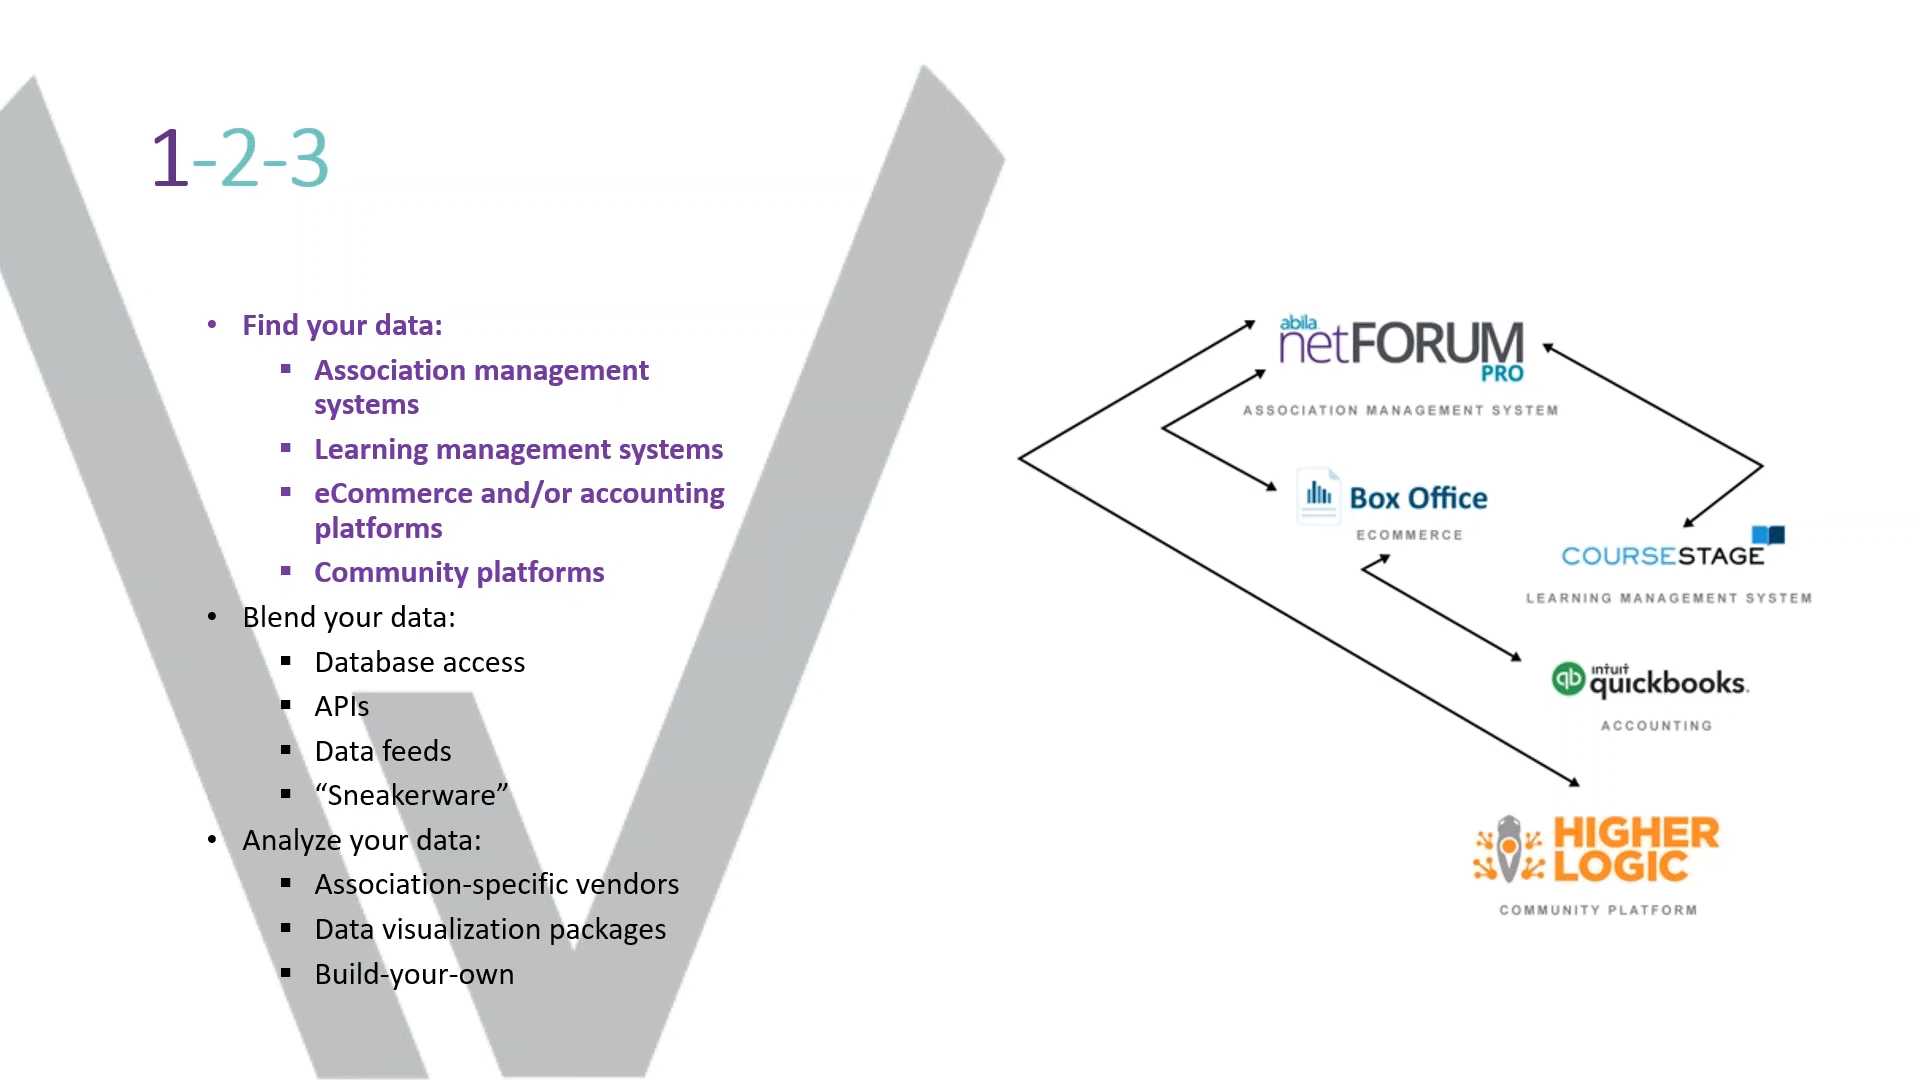 1-2-3
• Find your data:
▪ Association management
systems
▪ Learning management systems
▪ eCommerce and/or accounting
platforms
▪ Community platforms
• Blend your data:
▪ Database access
▪ APIs
▪ Data feeds
▪ “Sneakerware”
• Analyze your data:
▪ Association-specific vendors
▪ Data visualization packages
▪ Build-your-own
abila
netFORUM
PRO
ASSOCIATION MANAGEMENT SYSTEM
Box Office
ECOMMERCE
COURSESTAGE
LEARNING MANAGEMENT SYSTEM
qb intuit
quickbooks.
ACCOUNTING
HIGHER
LOGIC
COMMUNITY PLATFORM